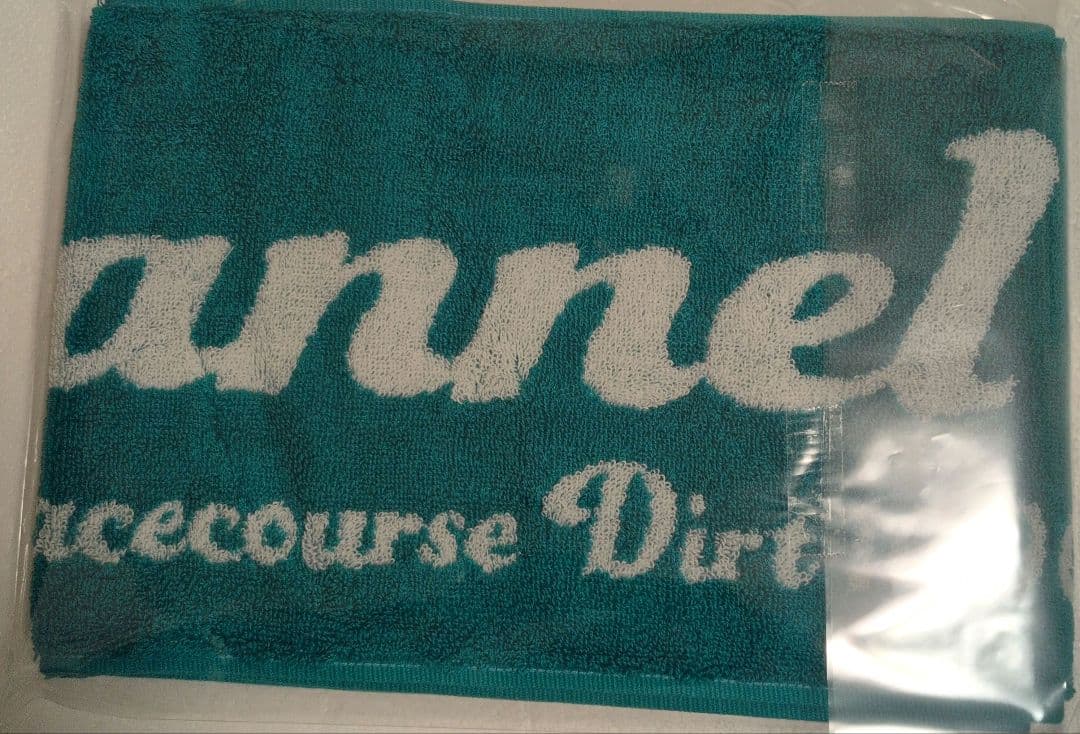 annel
acecourse Dirt